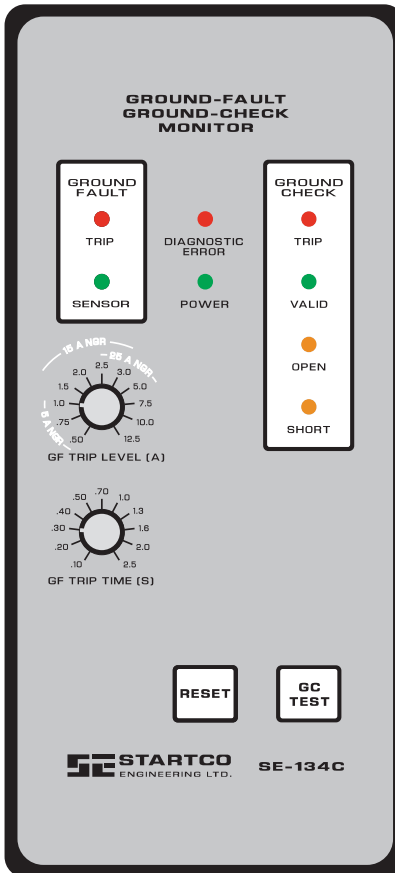 GROUND-FAULT
GROUND-CHECK
MONITOR
GROUND
FAULT
TRIP
SENSOR
DIAGNOSTIC
ERROR
POWER
GROUND
CHECK
TRIP
VALID
OPEN
SHORT
5 A NGR
15 A NGR
25 A NGR
.50
.75
1.0
1.5
2.0
2.5
3.0
5.0
7.5
10.0
12.5
GF TRIP LEVEL (A)
.10
.20
.30
.40
.50
.70
1.0
1.3
1.6
2.0
2.5
GF TRIP TIME (S)
RESET
GC
TEST
SE STARTCO
ENGINEERING LTD.
SE-134C